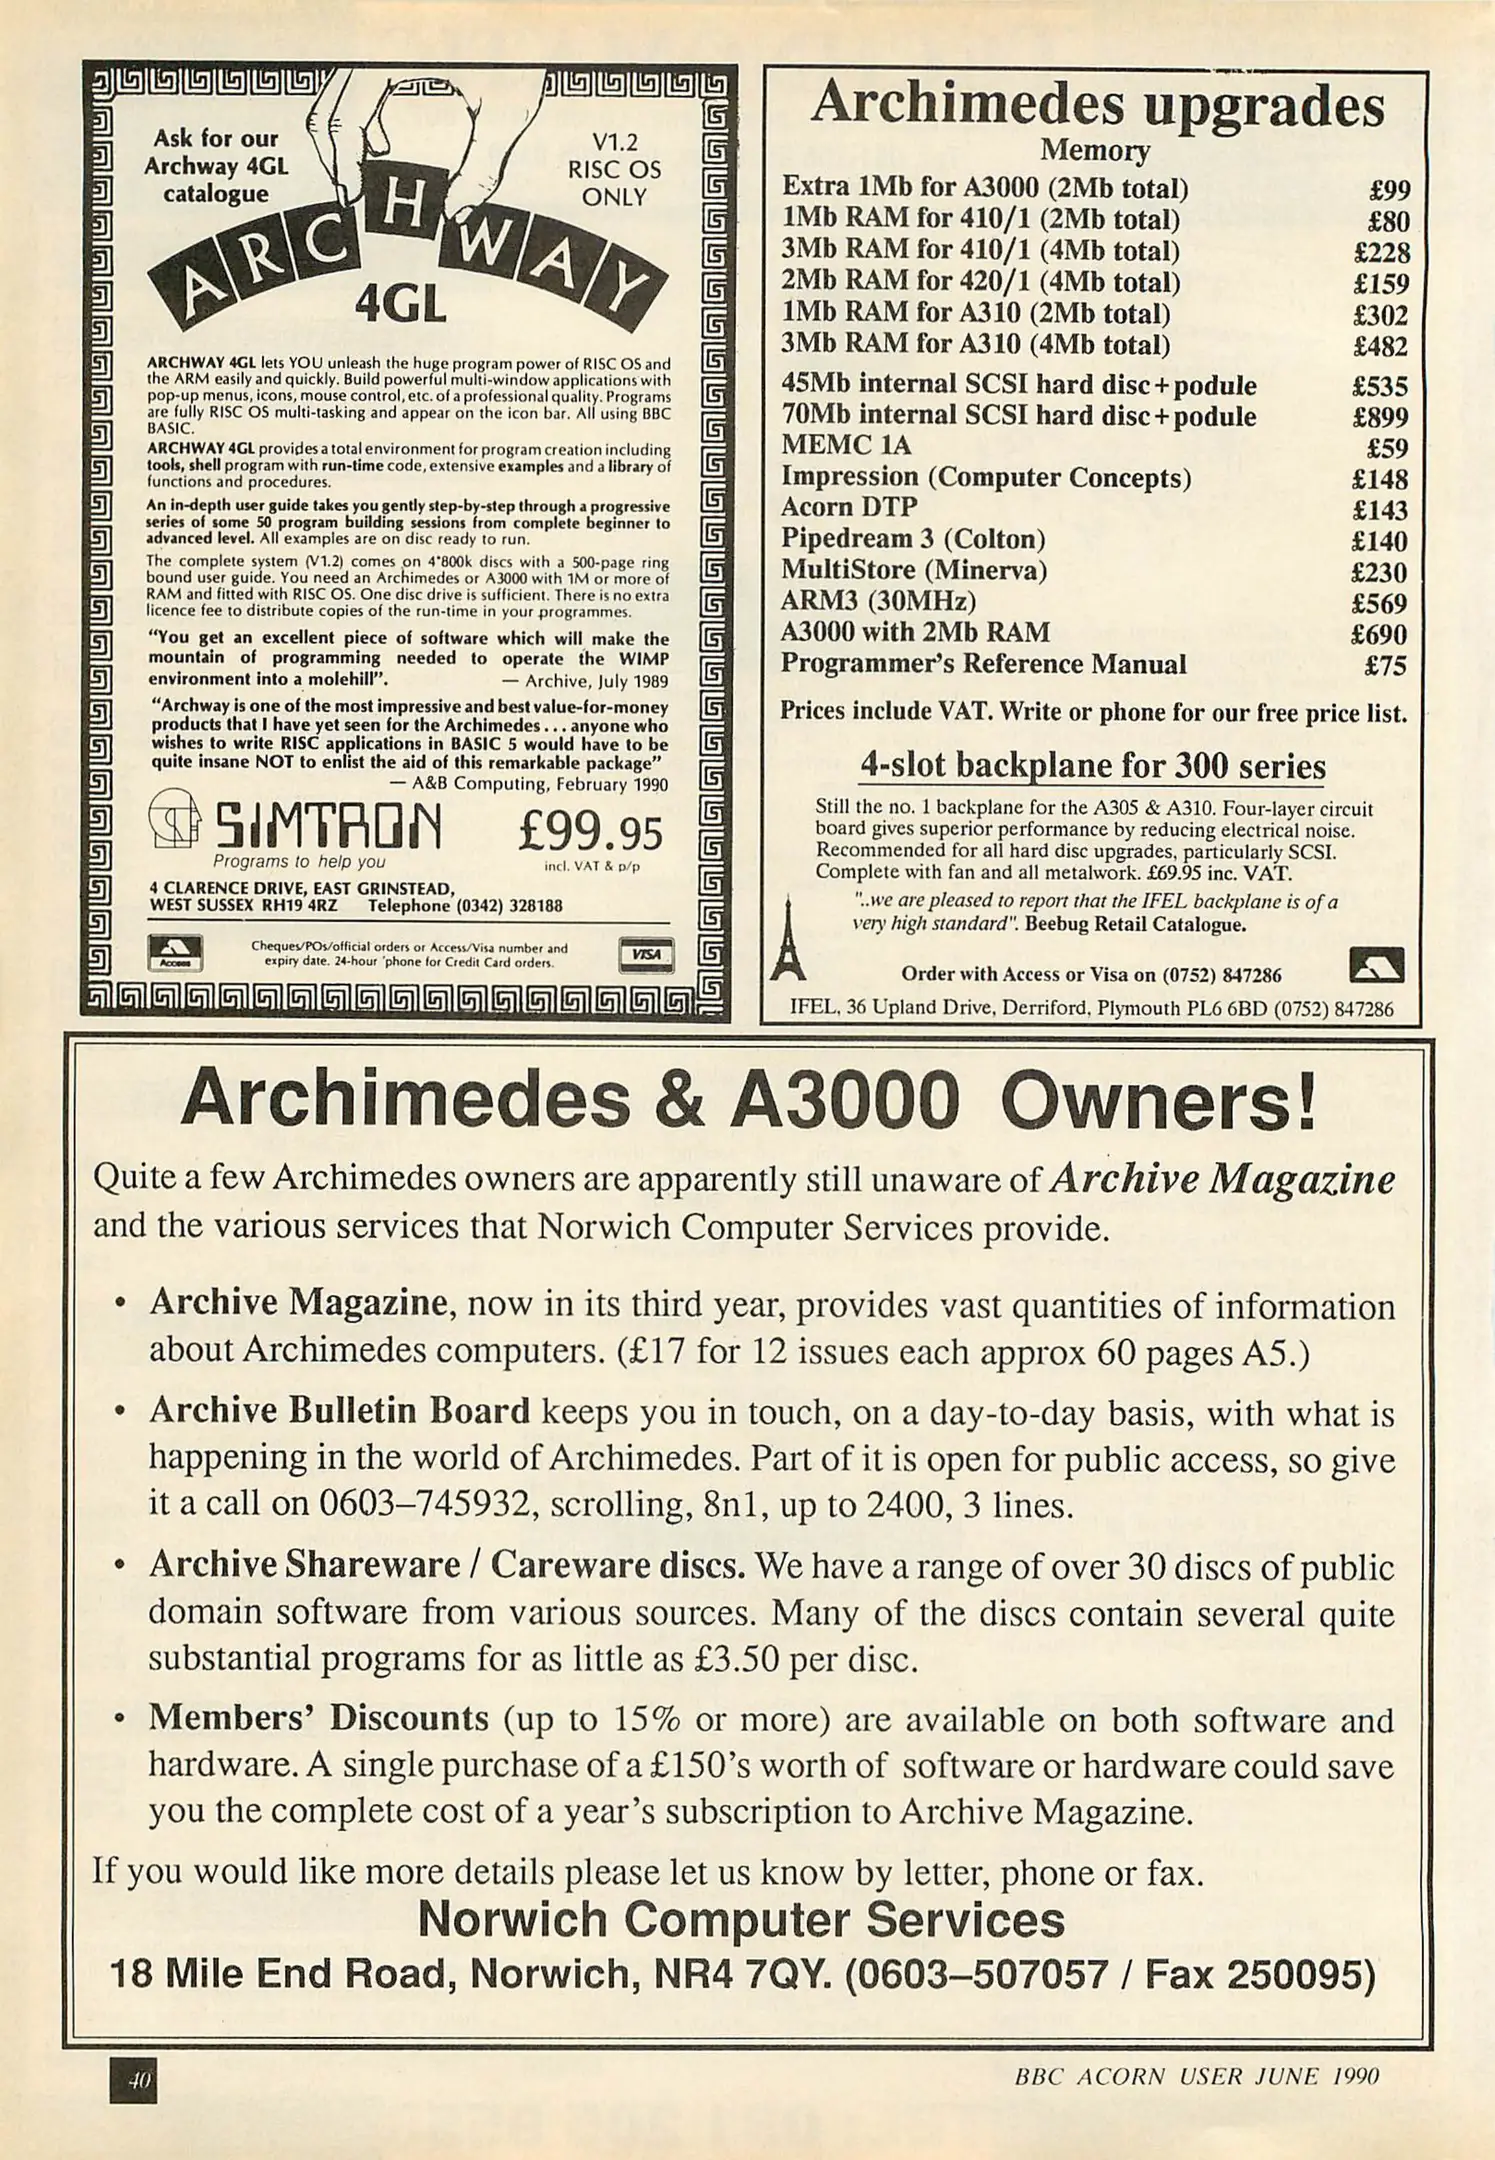 Ask for our
Archway 4GL
catalogue
V1.2
RISC OS
ONLY
ARCHWAY
4GL
ARCHWAY 4GL lets YOU unleash the huge program power of RISC OS and
the ARM easily and quickly. Build powerful multi-window applications with
pop-up menus, icons, mouse control, etc. of a professional quality. Programs
are fully RISC OS multi-tasking and appear on the icon bar. All using BBC
BASIC.
ARCHWAY 4GL provides a total environment for program creation including
tools, shell program with run-time code, extensive examples and a library of
functions and procedures.
An in-depth user guide takes you gently step-by-step through a progressive
series of some 50 program building sessions from complete beginner to
advanced level. All examples are on disc ready to run.
The complete system (V1.2) comes on 4*800k discs with a 500-page ring
bound user guide. You need an Archimedes or A3000 with 1M or more of
RAM and fitted with RISC OS. One disc drive is sufficient. There is no extra
licence fee to distribute copies of the run-time in your programmes.
"You get an excellent piece of software which will make the
mountain of programming needed to operate the WIMP
environment into a molehill". — Archive, July 1989
"Archway is one of the most impressive and best value-for-money
products that I have yet seen for the Archimedes... anyone who
wishes to write RISC applications in BASIC 5 would have to be
quite insane NOT to enlist the aid of this remarkable package"
— A&B Computing, February 1990
SIMTRON £99.95
Programs to help you incl. VAT & p/p
4 CLARENCE DRIVE, EAST GRINSTEAD,
WEST SUSSEX RH19 4RZ Telephone (0342) 328188
Access
Cheques/POs/official orders or Access/Visa number and
expiry date. 24-hour 'phone for Credit Card orders.
VISA
Archimedes upgrades
Memory
Extra 1Mb for A3000 (2Mb total) £99
1Mb RAM for 410/1 (2Mb total) £80
3Mb RAM for 410/1 (4Mb total) £228
2Mb RAM for 420/1 (4Mb total) £159
1Mb RAM for A310 (2Mb total) £302
3Mb RAM for A310 (4Mb total) £482
45Mb internal SCSI hard disc+podule £535
70Mb internal SCSI hard disc+podule £899
MEMC 1A £59
Impression (Computer Concepts) £148
Acorn DTP £143
Pipedream 3 (Colton) £140
MultiStore (Minerva) £230
ARM3 (30MHz) £569
A3000 with 2Mb RAM £690
Programmer's Reference Manual £75
Prices include VAT. Write or phone for our free price list.
4-slot backplane for 300 series
Still the no. 1 backplane for the A305 & A310. Four-layer circuit
board gives superior performance by reducing electrical noise.
Recommended for all hard disc upgrades, particularly SCSI.
Complete with fan and all metalwork. £69.95 inc. VAT.
"..we are pleased to report that the IFEL backplane is of a
very high standard". Beebug Retail Catalogue.
Order with Access or Visa on (0752) 847286
IFEL, 36 Upland Drive, Derriford, Plymouth PL6 6BD (0752) 847286
Archimedes & A3000 Owners!
Quite a few Archimedes owners are apparently still unaware of Archive Magazine
and the various services that Norwich Computer Services provide.
• Archive Magazine, now in its third year, provides vast quantities of information
about Archimedes computers. (£17 for 12 issues each approx 60 pages A5.)
• Archive Bulletin Board keeps you in touch, on a day-to-day basis, with what is
happening in the world of Archimedes. Part of it is open for public access, so give
it a call on 0603–745932, scrolling, 8n1, up to 2400, 3 lines.
• Archive Shareware / Careware discs. We have a range of over 30 discs of public
domain software from various sources. Many of the discs contain several quite
substantial programs for as little as £3.50 per disc.
• Members' Discounts (up to 15% or more) are available on both software and
hardware. A single purchase of a £150's worth of software or hardware could save
you the complete cost of a year's subscription to Archive Magazine.
If you would like more details please let us know by letter, phone or fax.
Norwich Computer Services
18 Mile End Road, Norwich, NR4 7QY. (0603–507057 / Fax 250095)
40
BBC ACORN USER JUNE 1990